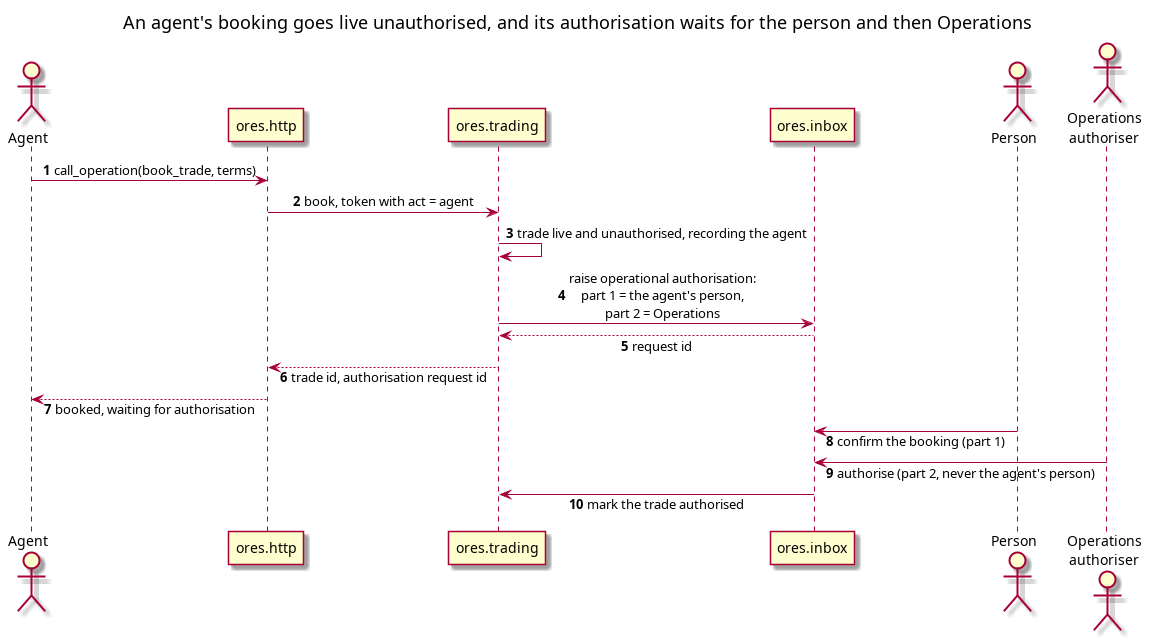 An agent's booking goes live unauthorised, and its authorisation waits for the person and then Operations
Agent
ores.http
ores.trading
ores.inbox
Person
Operations
authoriser
1 call_operation(book_trade, terms)
2 book, token with act = agent
3 trade live and unauthorised, recording the agent
raise operational authorisation:
4 part 1 = the agent's person,
part 2 = Operations
5 request id
6 trade id, authorisation request id
7 booked, waiting for authorisation
8 confirm the booking (part 1)
9 authorise (part 2, never the agent's person)
10 mark the trade authorised
Agent
ores.http
ores.trading
ores.inbox
Person
Operations
authoriser